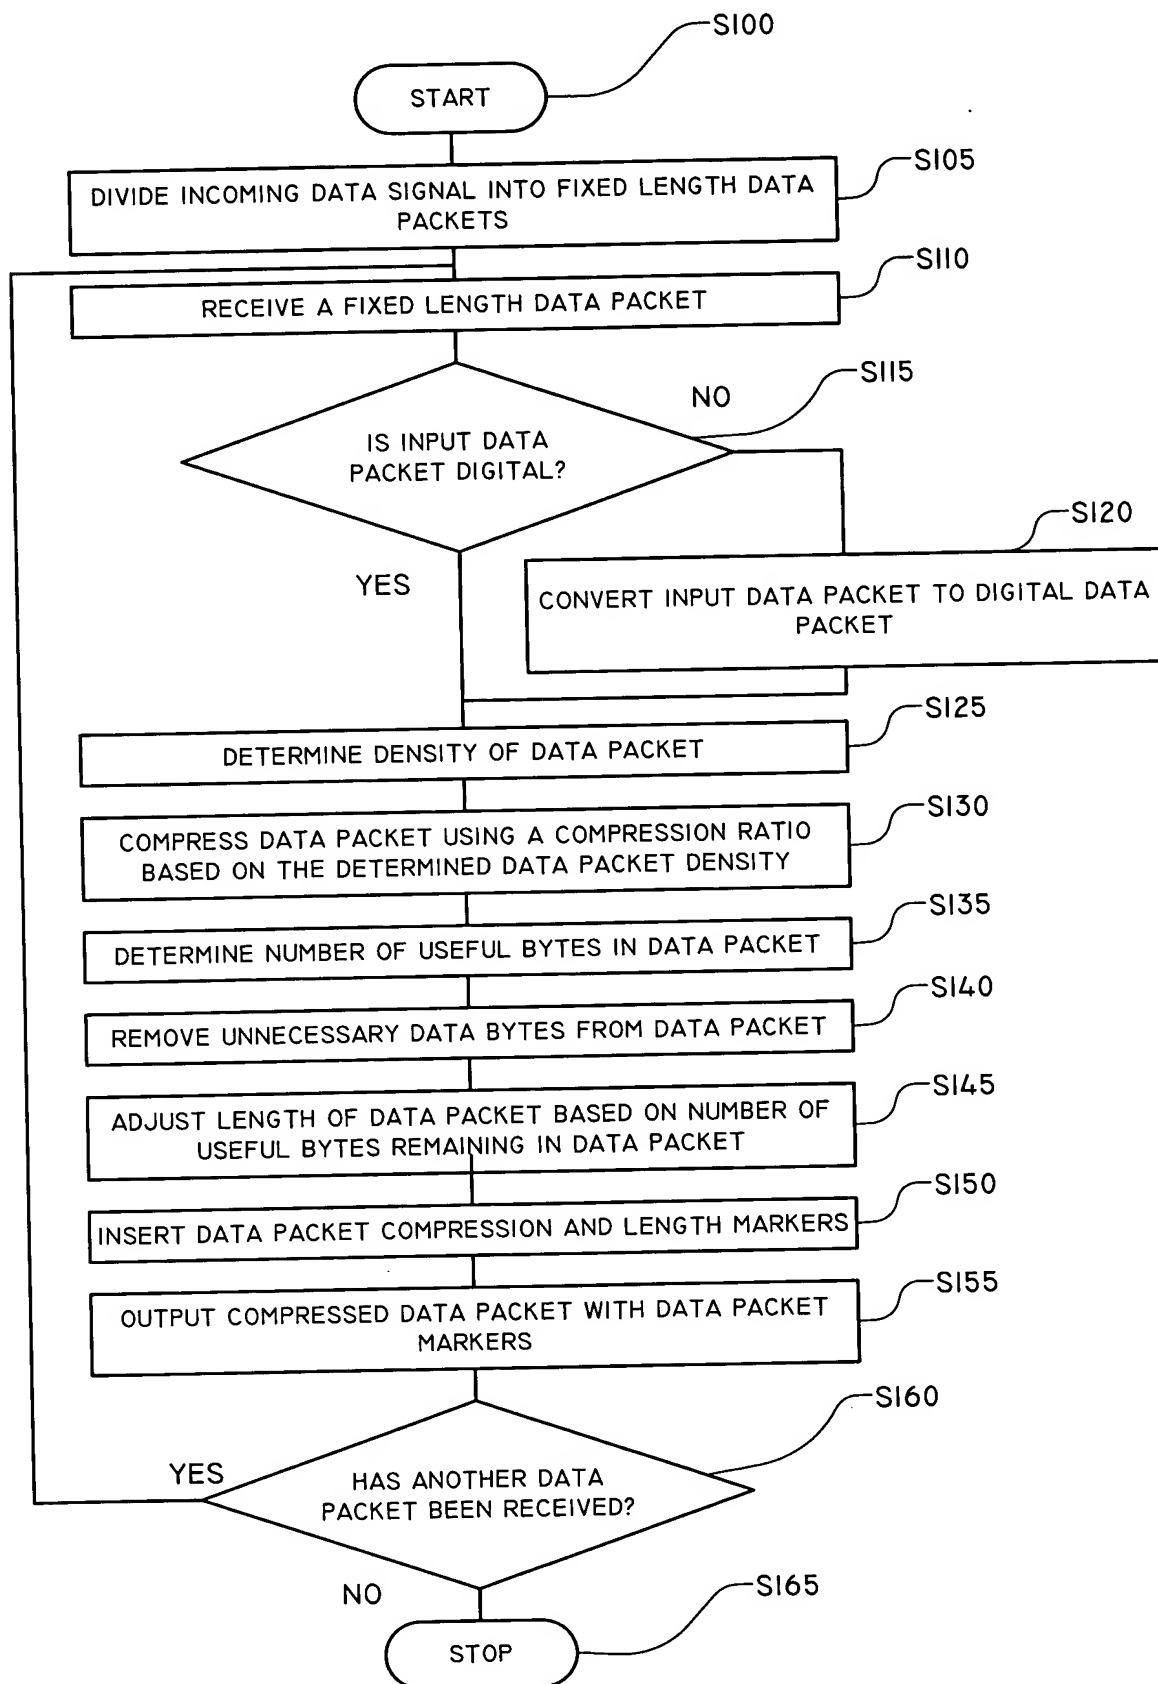 S100
START
S105
DIVIDE INCOMING DATA SIGNAL INTO FIXED LENGTH DATA
PACKETS
S110
RECEIVE A FIXED LENGTH DATA PACKET
S115
NO
IS INPUT DATA
PACKET DIGITAL?
S120
YES
CONVERT INPUT DATA PACKET TO DIGITAL DATA
PACKET
S125
DETERMINE DENSITY OF DATA PACKET
S130
COMPRESS DATA PACKET USING A COMPRESSION RATIO
BASED ON THE DETERMINED DATA PACKET DENSITY
S135
DETERMINE NUMBER OF USEFUL BYTES IN DATA PACKET
S140
REMOVE UNNECESSARY DATA BYTES FROM DATA PACKET
S145
ADJUST LENGTH OF DATA PACKET BASED ON NUMBER OF
USEFUL BYTES REMAINING IN DATA PACKET
S150
INSERT DATA PACKET COMPRESSION AND LENGTH MARKERS
S155
OUTPUT COMPRESSED DATA PACKET WITH DATA PACKET
MARKERS
S160
YES
HAS ANOTHER DATA
PACKET BEEN RECEIVED?
NO
S165
STOP